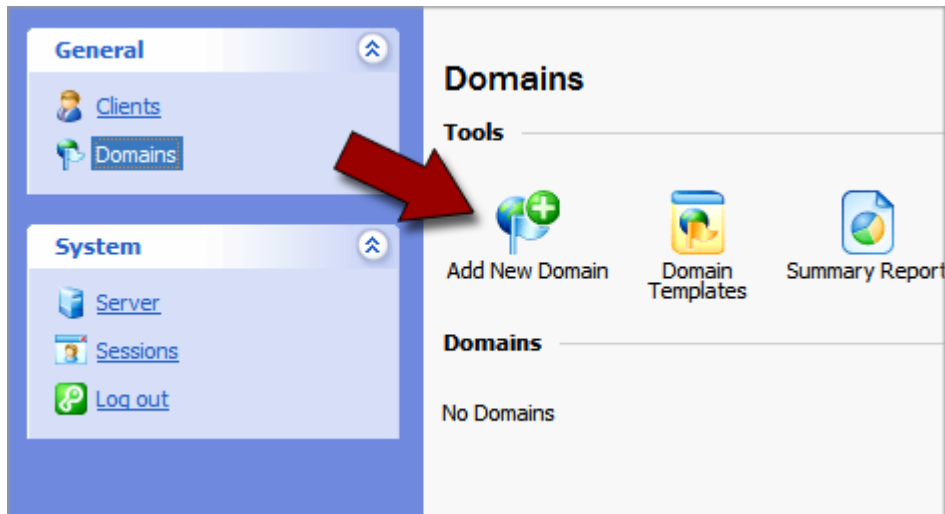 General
Clients
Domains
System
Server
Sessions
Log out
Domains
Tools
Add New Domain
Domain
Templates
Summary Report
Domains
No Domains